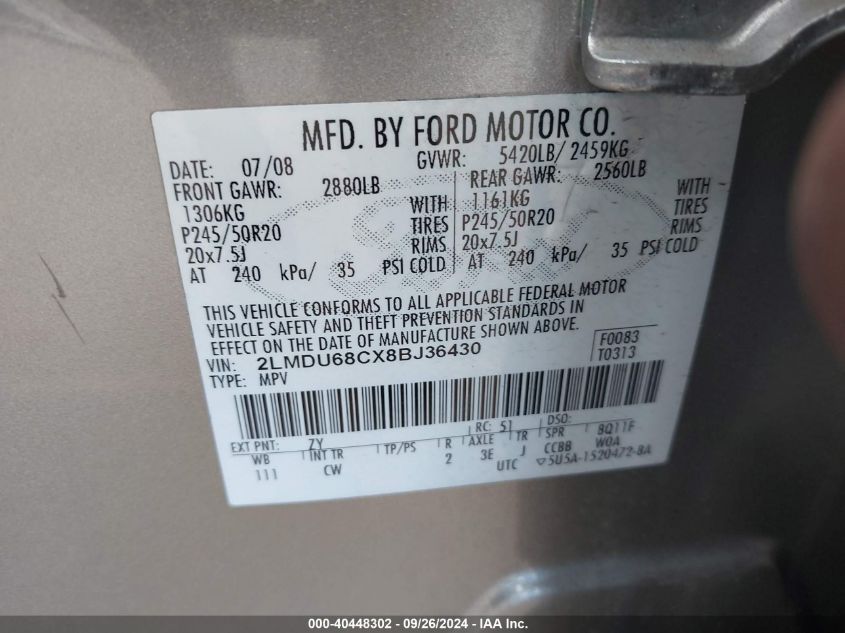 MFD. BY FORD MOTOR CO.
DATE: 07/08 GVWR: 5420LB/ 2459KG
FRONT GAWR: 2880LB REAR GAWR: 2560LB
1306KG WITH 1161KG WITH
P245/50R20 TIRES P245/50R20 TIRES
20x7.5J RIMS 20x7.5J RIMS
AT 240 kPa/ 35 PSI COLD AT 240 kPa/ 35 PSI COLD
THIS VEHICLE CONFORMS TO ALL APPLICABLE FEDERAL MOTOR
VEHICLE SAFETY AND THEFT PREVENTION STANDARDS IN
EFFECT ON THE DATE OF MANUFACTURE SHOWN ABOVE.
VIN: 2LMDU68CX8BJ36430 F0083
TYPE: MPV T0313
EXT PNT: ZY RC: 51 DSO: 8Q11F
WB INT TR TP/PS R AXLE TR SPR W0A
111 CW 2 3E J CCBB
UTC ▽5U5A-1520472-BA
000-40448302 - 09/26/2024 - IAA Inc.